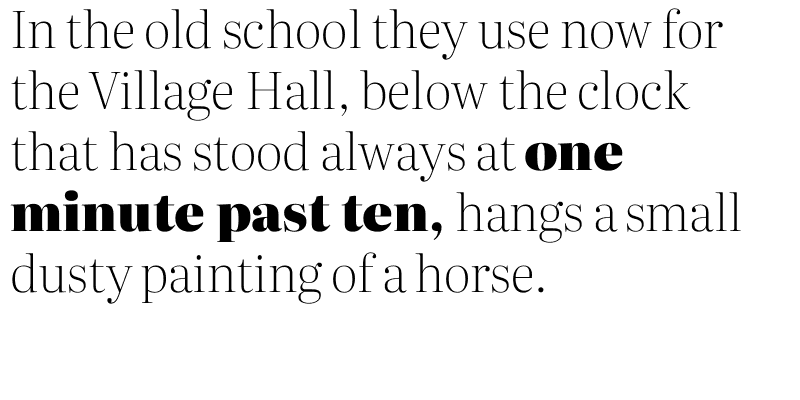 In the old school they use now for
the Village Hall, below the clock
that has stood always at one
minute past ten, hangs a small
dusty painting of a horse.